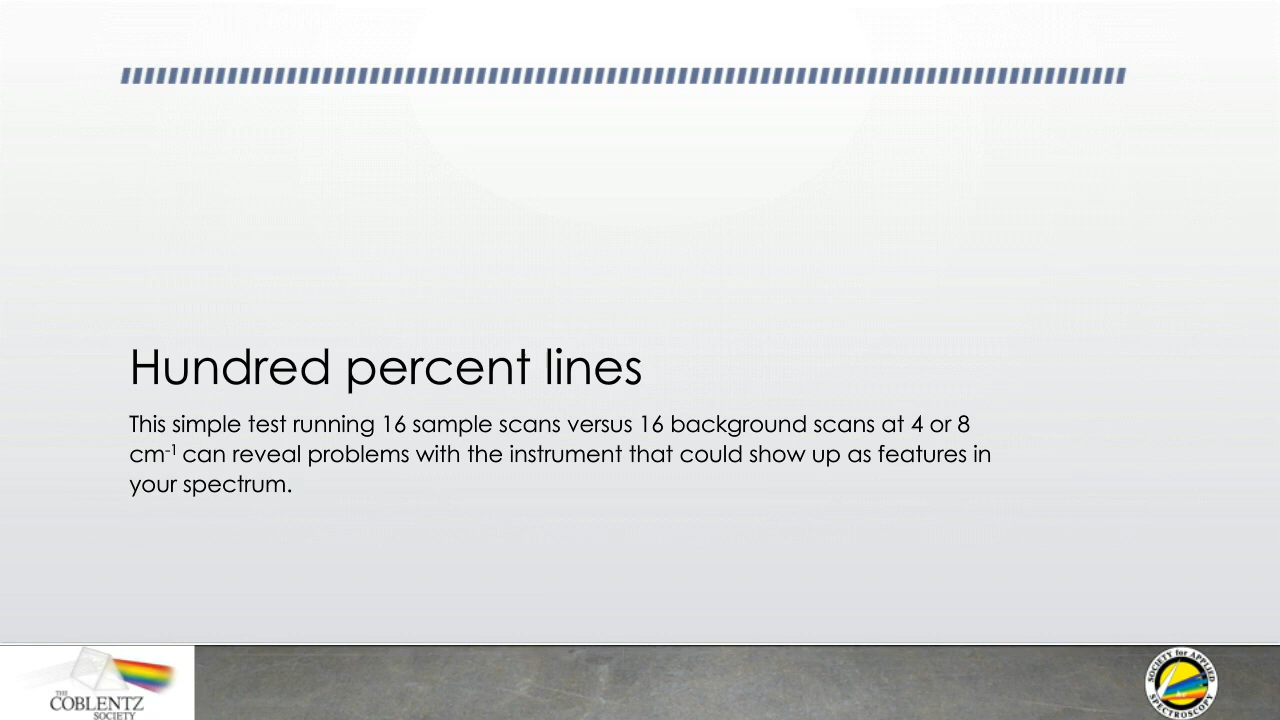 Hundred percent lines
This simple test running 16 sample scans versus 16 background scans at 4 or 8
cm⁻¹ can reveal problems with the instrument that could show up as features in
your spectrum.
THE
COBLENTZ
SOCIETY
SOCIETY for APPLIED
SPECTROSCOPY